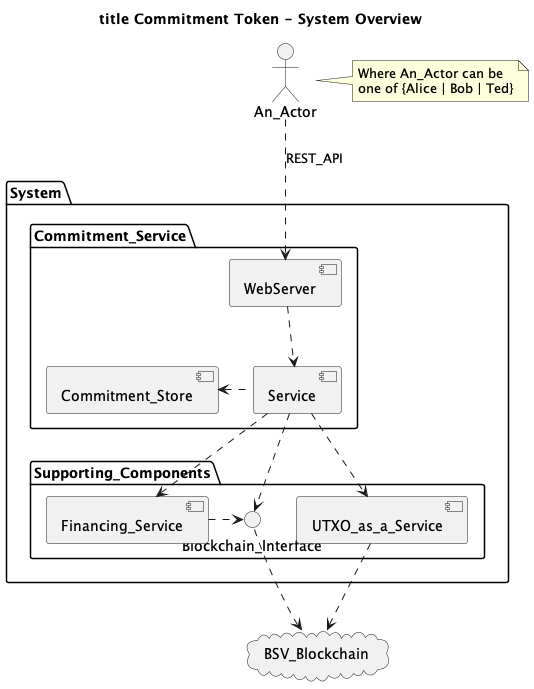 title Commitment Token - System Overview
Where An_Actor can be
one of {Alice | Bob | Ted}
An_Actor
REST_API
System
Commitment_Service
WebServer
Commitment_Store
Service
Supporting_Components
Financing_Service
UTXO_as_a_Service
Blockchain_Interface
BSV_Blockchain